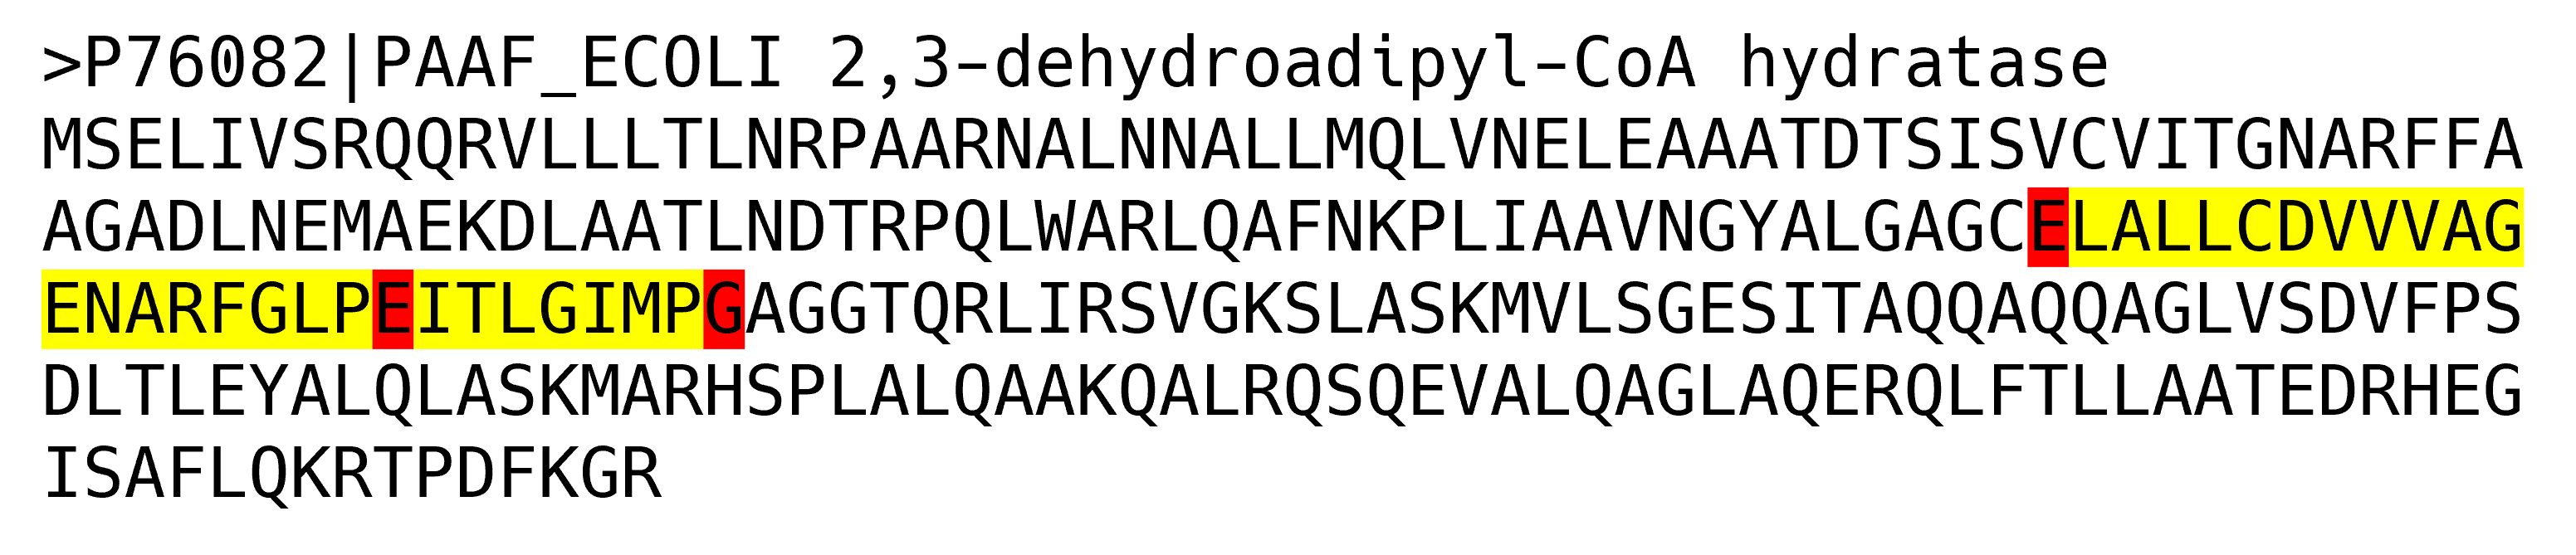 >P76082|PAAF_ECOLI 2,3-dehydroadipyl-CoA hydratase
MSELIVSRQQRVLLLTLNRPAARNALNNALLMQLVNELEAAATDTSISVCVITGNARFFA
AGADLNEMAEKDLAATLNDTRPQLWARLQAFNKPLIAAVNGYALGAGCELALLCDVVVAG
ENARFGLPEITLGIMPGAGGTQRLIRSVGKSLASKMVLSGESITAQQAQQAGLVSDVFPS
DLTLEYALQLASKMARHSPLALQAAKQALRQSQEVALQAGLAQERQLFTLLAATEDRHEG
ISAFLQKRTPDFKGR